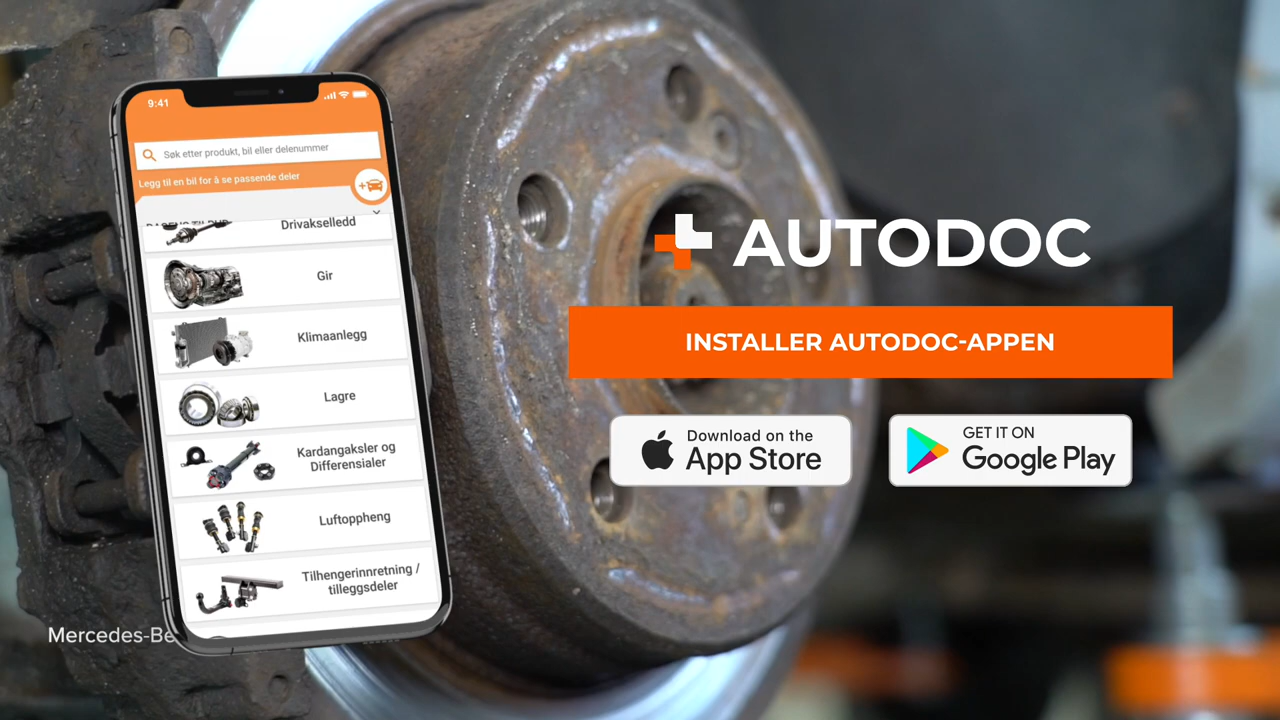 9:41
Søk etter produkt, bil eller delenummer
Legg til en bil for å se passende deler
Drivakselledd
Gir
Klimaanlegg
Lagre
Kardangaksler og
Differensialer
Luftoppheng
Tilhengerinnretning /
tilleggsdeler
Mercedes-Be
AUTODOC
INSTALLER AUTODOC-APPEN
Download on the
App Store
GET IT ON
Google Play